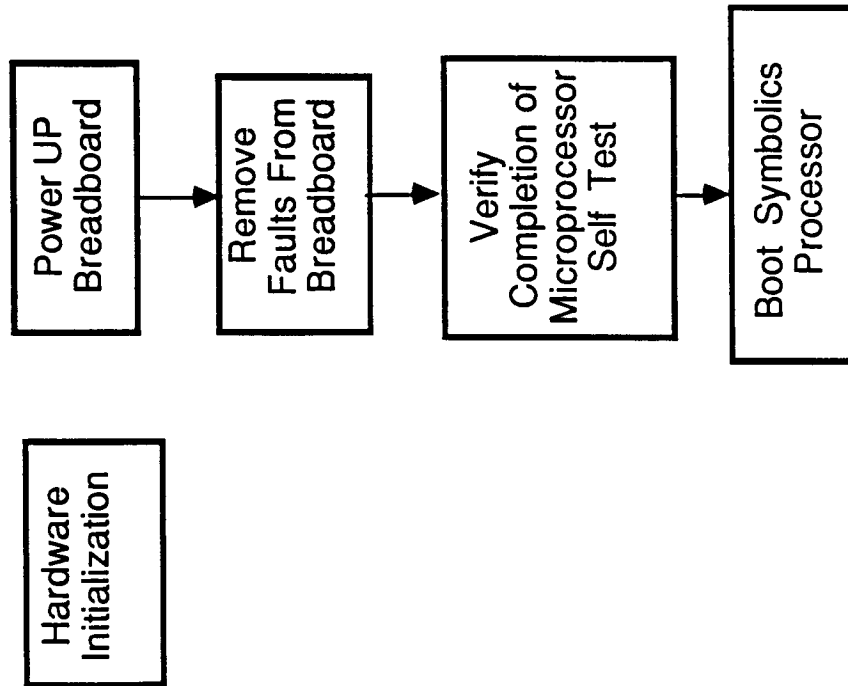 Hardware
Initialization
Power UP
Breadboard
Remove
Faults From
Breadboard
Verify
Completion of
Microprocessor
Self Test
Boot Symbolics
Processor